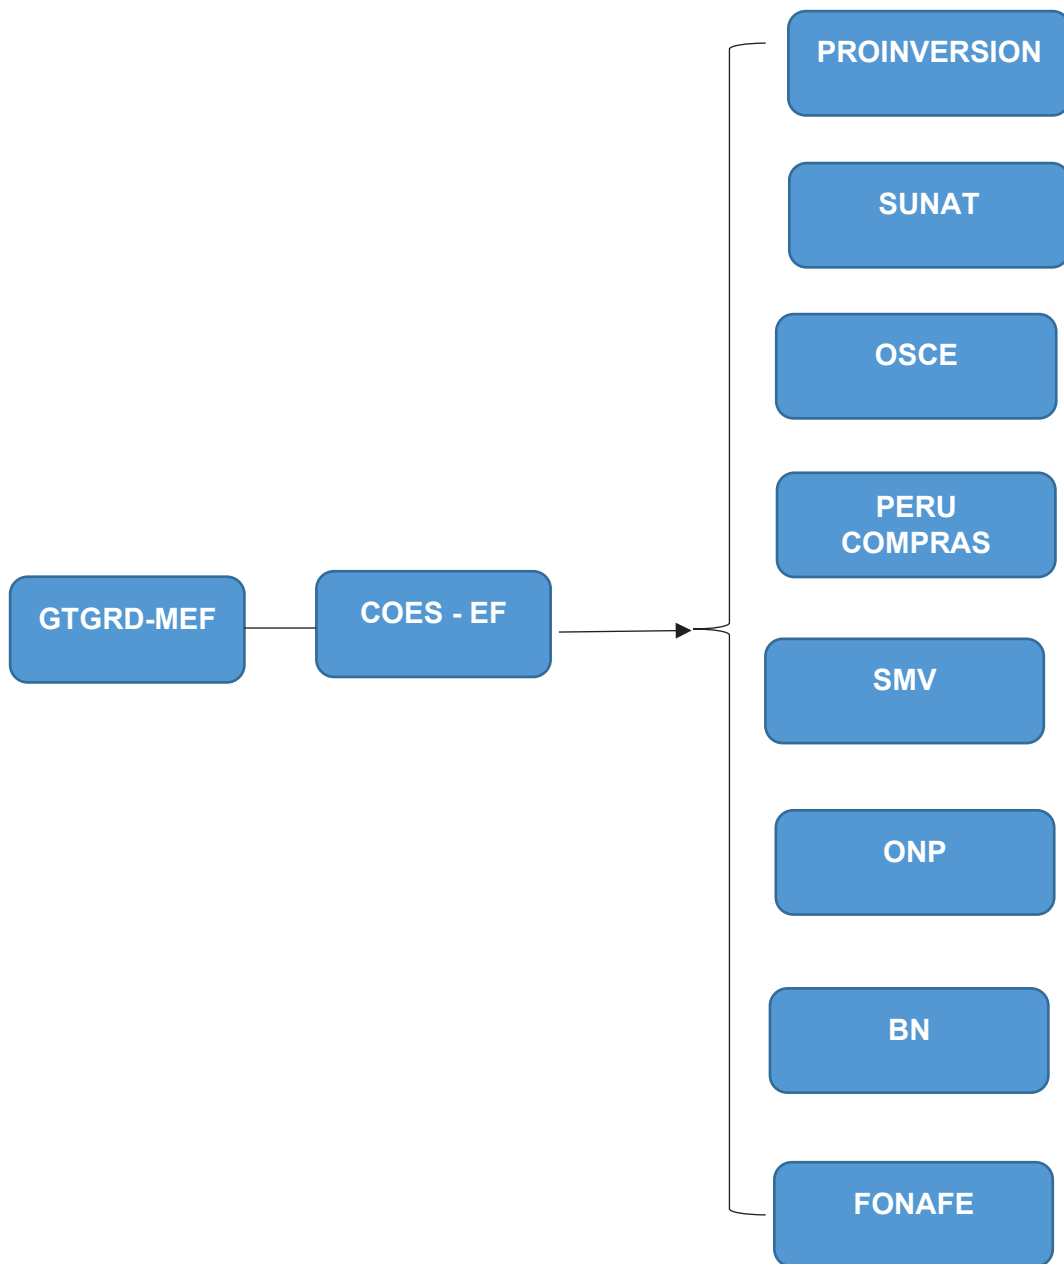 PROINVERSION
SUNAT
OSCE
PERU
COMPRAS
GTGRD-MEF
COES - EF
SMV
ONP
BN
FONAFE